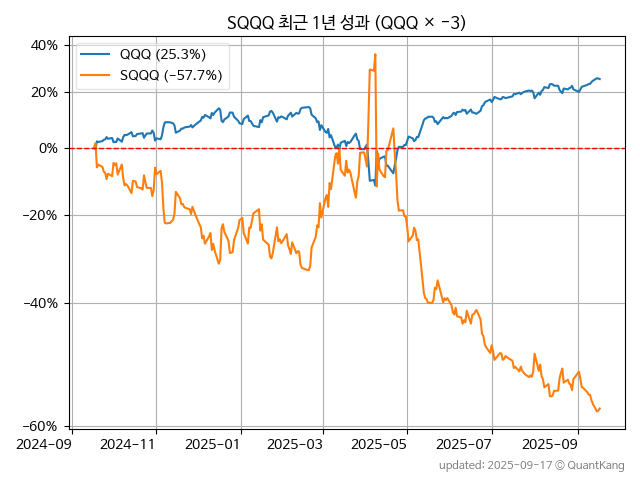 SQQQ 최근 1년 성과 (QQQ × −3)
QQQ (25.3%)
SQQQ (−57.7%)
40%
20%
0%
−20%
−40%
−60%
2024-09 2024-11 2025-01 2025-03 2025-05 2025-07 2025-09
updated: 2025-09-17 © QuantKang